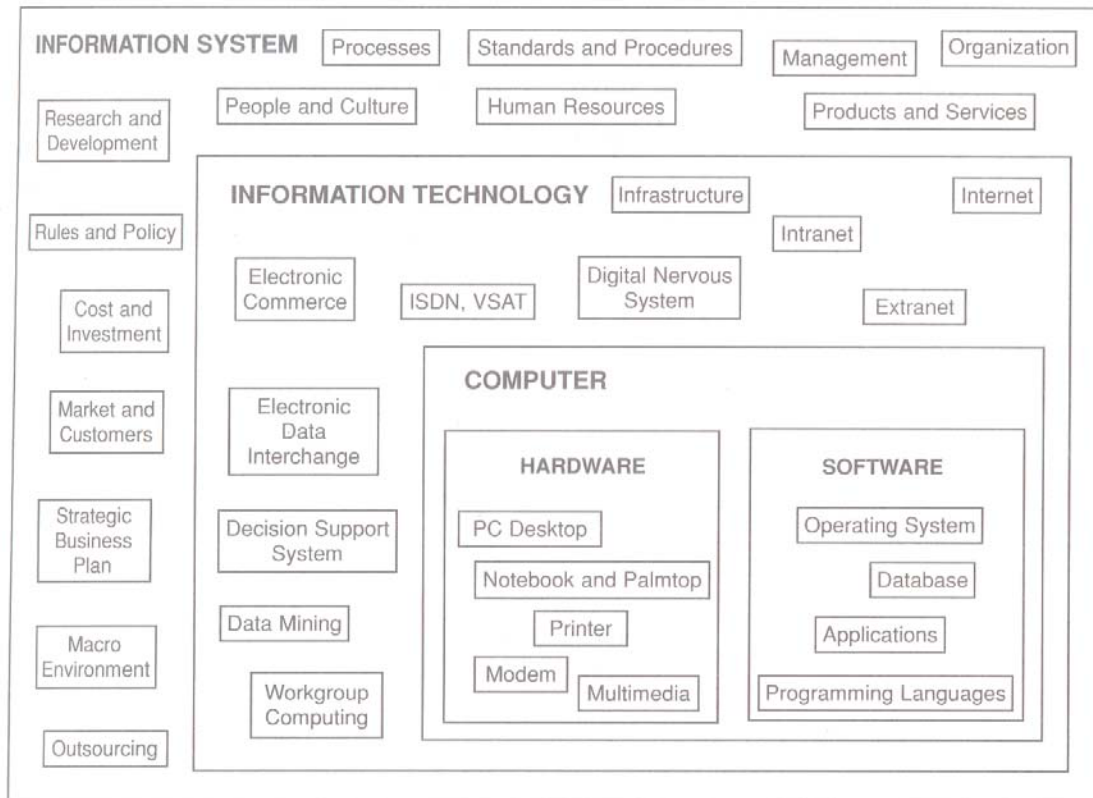 INFORMATION SYSTEM
Processes
Standards and Procedures
Management
Organization
People and Culture
Human Resources
Products and Services
Research and
Development
Rules and Policy
Cost and
Investment
Market and
Customers
Strategic
Business
Plan
Macro
Environment
Outsourcing
INFORMATION TECHNOLOGY
Infrastructure
Internet
Intranet
Electronic
Commerce
ISDN, VSAT
Digital Nervous
System
Extranet
Electronic
Data
Interchange
Decision Support
System
Data Mining
Workgroup
Computing
COMPUTER
HARDWARE
PC Desktop
Notebook and Palmtop
Printer
Modem
Multimedia
SOFTWARE
Operating System
Database
Applications
Programming Languages